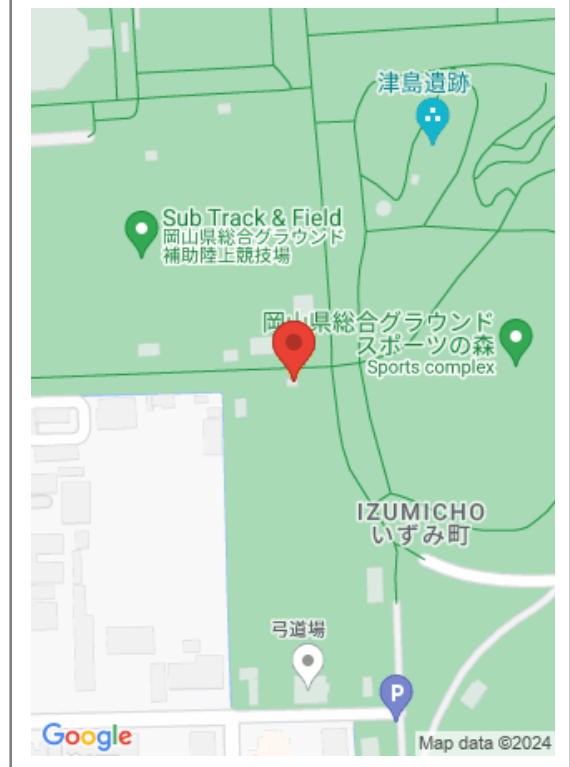 津島遺跡
Sub Track & Field
岡山県総合グラウンド
補助陸上競技場
岡山県総合グラウンド
スポーツの森
Sports complex
IZUMICHO
いずみ町
弓道場
P
Google
Map data ©2024